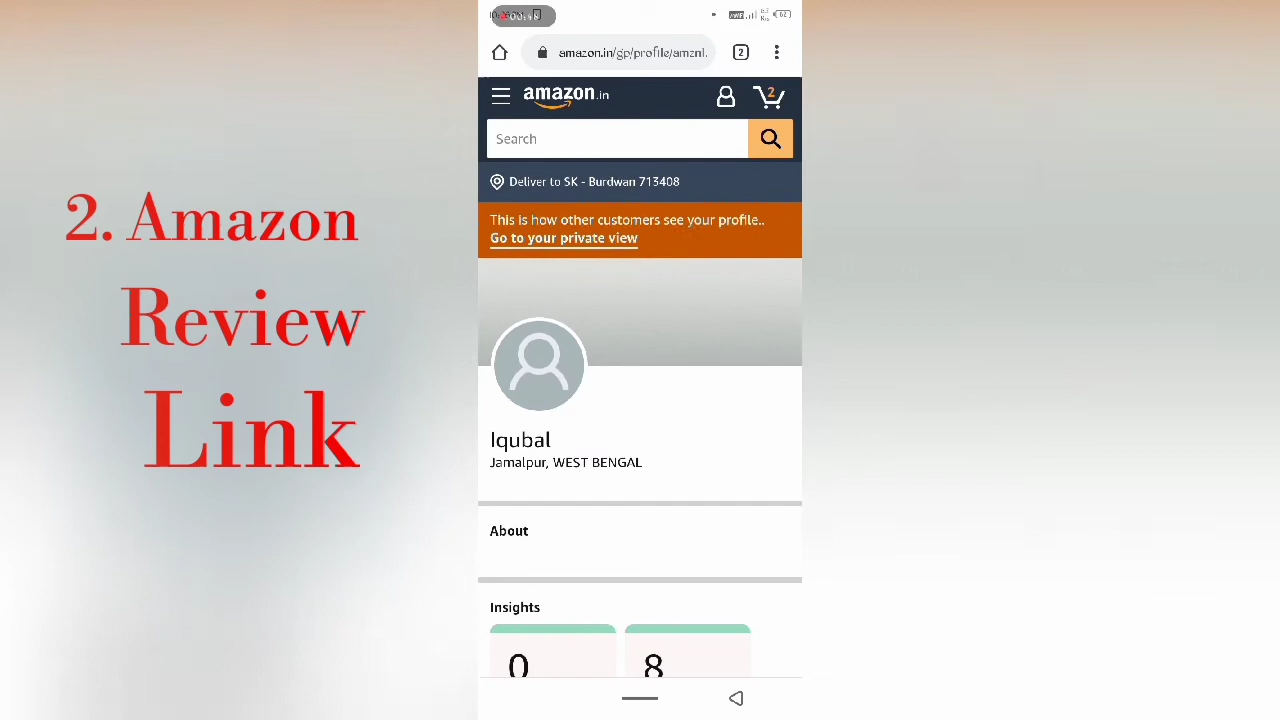 2. Amazon
Review
Link
amazon.in/gp/profile/amznl.
2
amazon.in
2
Search
Deliver to SK - Burdwan 713408
This is how other customers see your profile..
Go to your private view
Iqubal
Jamalpur, WEST BENGAL
About
Insights
0 8